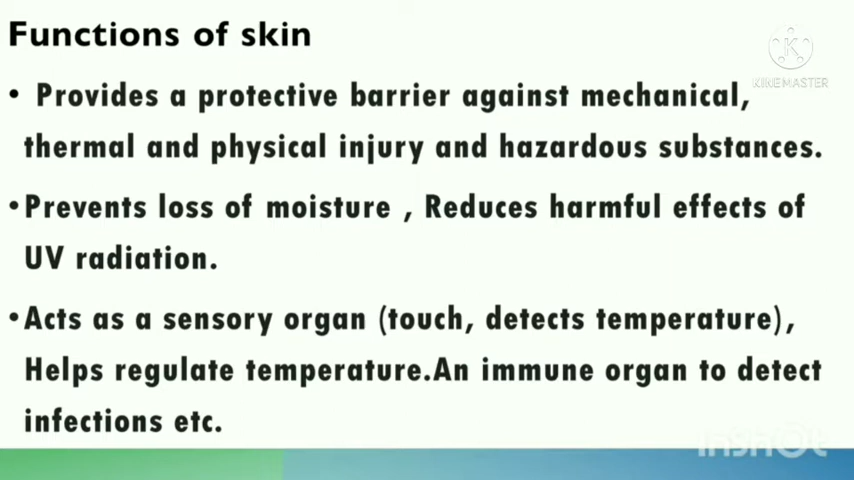 Functions of skin
K
KINEMASTER
• Provides a protective barrier against mechanical,
thermal and physical injury and hazardous substances.
•Prevents loss of moisture , Reduces harmful effects of
UV radiation.
•Acts as a sensory organ (touch, detects temperature),
Helps regulate temperature.An immune organ to detect
infections etc.
InShOt